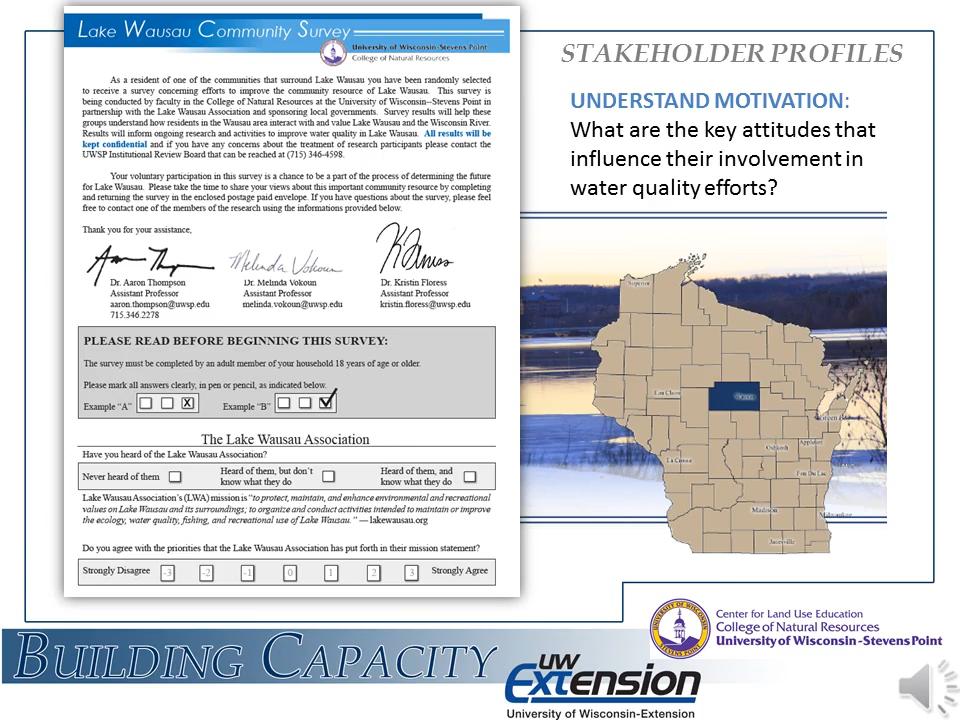 Lake Wausau Community Survey
University of Wisconsin-Stevens Point
College of Natural Resources
As a resident of one of the communities that surround Lake Wausau you have been randomly selected
to receive a survey concerning efforts to improve the community resource of Lake Wausau. This survey is
being conducted by faculty in the College of Natural Resources at the University of Wisconsin--Stevens Point in
partnership with the Lake Wausau Association and sponsoring local governments. Survey results will help these
groups understand how residents in the Wausau area interact with and value Lake Wausau and the Wisconsin River.
Results will inform ongoing research and activities to improve water quality in Lake Wausau. All results will be
kept confidential and if you have any concerns about the treatment of research participants please contact the
UWSP Institutional Review Board that can be reached at (715) 346-4598.
Your voluntary participation in this survey is a chance to be a part of the process of determining the future
for Lake Wausau. Please take the time to share your views about this important community resource by completing
and returning the survey in the enclosed postage paid envelope. If you have questions about the survey, please feel
free to contact one of the members of the research using the informations provided below.
Thank you for your assistance,
Dr. Aaron Thompson
Assistant Professor
aaron.thompson@uwsp.edu
715.346.2278
Dr. Melinda Vokoun
Assistant Professor
melinda.vokoun@uwsp.edu
Dr. Kristin Floress
Assistant Professor
kristin.floress@uwsp.edu
PLEASE READ BEFORE BEGINNING THIS SURVEY:
The survey must be completed by an adult member of your household 18 years of age or older.
Please mark all answers clearly, in pen or pencil, as indicated below.
Example “A” X Example “B”
The Lake Wausau Association
Have you heard of the Lake Wausau Association?
Never heard of them
Heard of them, but don’t
know what they do
Heard of them, and
know they do
Lake Wausau Association’s (LWA) mission is “to protect, maintain, and enhance environmental and recreational
values on Lake Wausau and its surroundings; to organize and conduct activities intended to maintain or improve
the ecology, water quality, fishing, and recreational use of Lake Wausau.” — lakewausau.org
Do you agree with the priorities that the Lake Wausau Association has put forth in their mission statement?
Strongly Disagree -3 -2 -1 0 1 2 3 Strongly Agree
STAKEHOLDER PROFILES
UNDERSTAND MOTIVATION:
What are the key attitudes that
influence their involvement in
water quality efforts?
Superior
Eau Claire
Green Bay
Appleton
Oshkosh
La Crosse
Fon Du Lac
Madison
Milwaukee
Janesville
BUILDING CAPACITY
UW
Extension
University of Wisconsin-Extension
Center for Land Use Education
College of Natural Resources
University of Wisconsin-Stevens Point